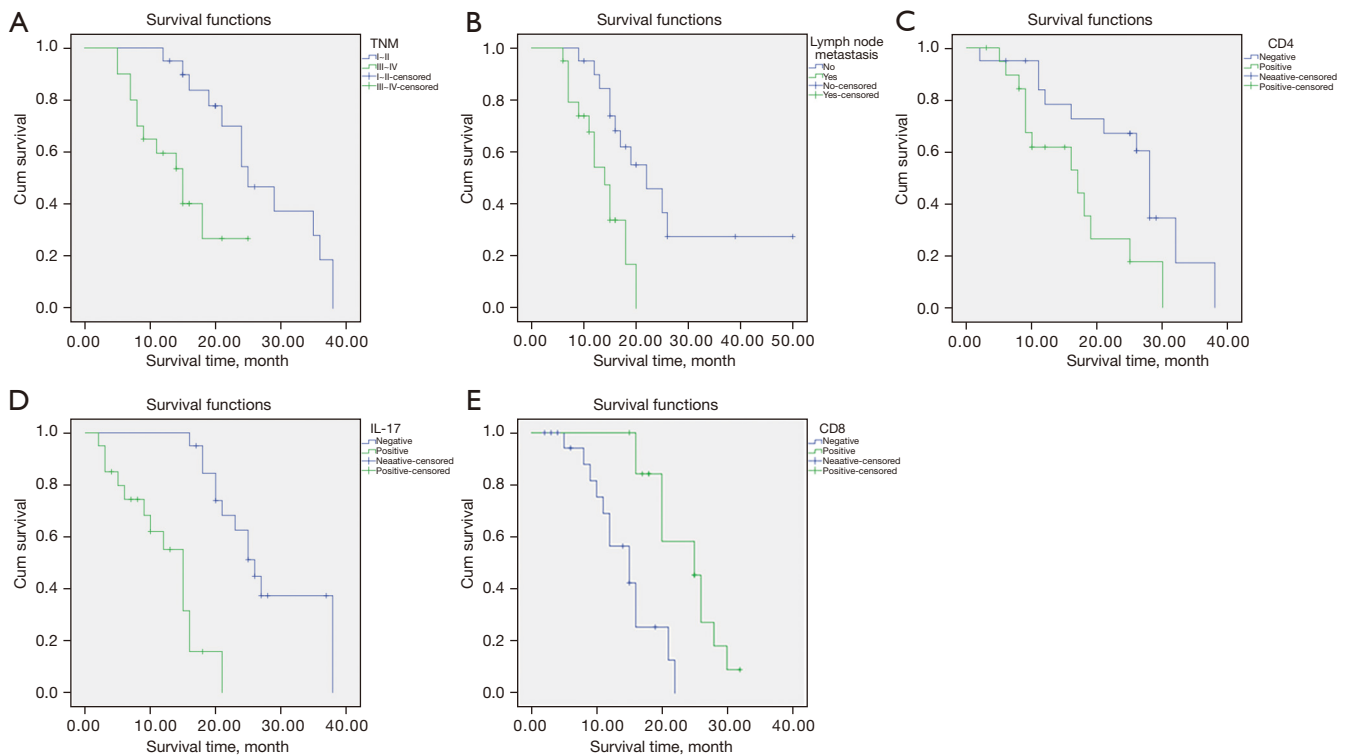 A
Survival functions
TNM
I~II
III~IV
I~II-censored
III~IV-censored
1.0
0.8
0.6
0.4
0.2
0.0
Cum survival
0.00 10.00 20.00 30.00 40.00
Survival time, month
B
Survival functions
Lymph node
metastasis
No
Yes
No-censored
Yes-censored
1.0
0.8
0.6
0.4
0.2
0.0
Cum survival
0.00 10.00 20.00 30.00 40.00 50.00
Survival time, month
C
Survival functions
CD4
Negative
Positive
Neaative-censored
Positive-censored
1.0
0.8
0.6
0.4
0.2
0.0
Cum survival
0.00 10.00 20.00 30.00 40.00
Survival time, month
D
Survival functions
IL-17
Negative
Positive
Neaative-censored
Positive-censored
1.0
0.8
0.6
0.4
0.2
0.0
Cum survival
0.00 10.00 20.00 30.00 40.00
Survival time, month
E
Survival functions
CD8
Negative
Positive
Neaative-censored
Positive-censored
1.0
0.8
0.6
0.4
0.2
0.0
Cum survival
0.00 10.00 20.00 30.00 40.00
Survival time, month